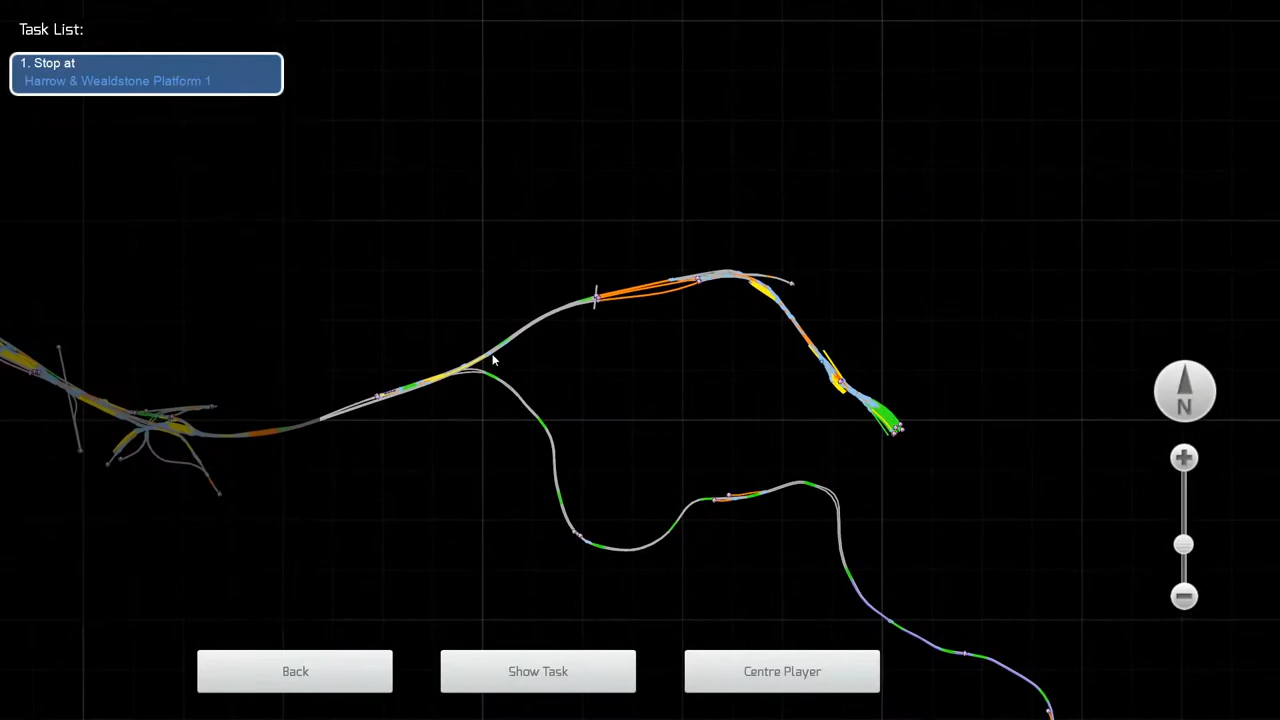 Task List:
1. Stop at
Harrow & Wealdstone Platform 1
N
Back
Show Task
Centre Player